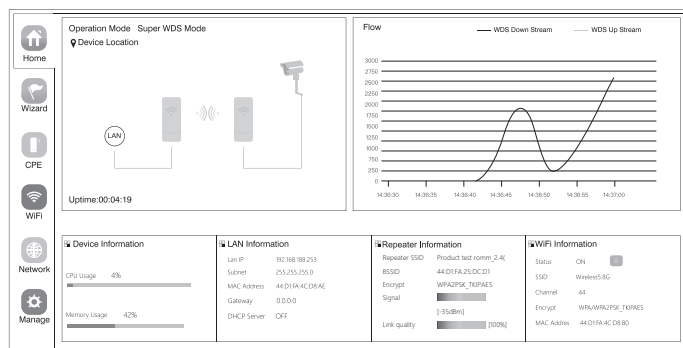 Home
Wizard
CPE
WiFi
Network
Manage
Operation Mode Super WDS Mode
Device Location
LAN
Uptime:00:04:19
Flow
WDS Down Stream
WDS Up Stream
3000
2750
2500
2250
2000
1750
1500
1250
1000
750
250
0
14:36:30 14:36:35 14:36:40 14:36:45 14:36:50 14:36:55 14:37:00
Device Information
CPU Usage 4%
Memory Usage 42%
LAN Information
Lan IP 192.168.188.253
Subnet 255.255.255.0
MAC Address 44:D1:FA:4C:D8:AE
Gateway 0.0.0.0
DHCP Server OFF
Repeater Information
Repeater SSID Product test romm_2.4(
BSSID 44:D1:FA:25:DC:D1
Encrypt WPA2PSK_TKIPAES
Signal
[-35dBm]
Link quality [100%]
WiFi Information
Status ON
SSID Wireless5.8G
Channel 44
Encrypt WPA/WPA2PSK_TKIPAES
MAC Addres 44:D1:FA:4C:D8:B0